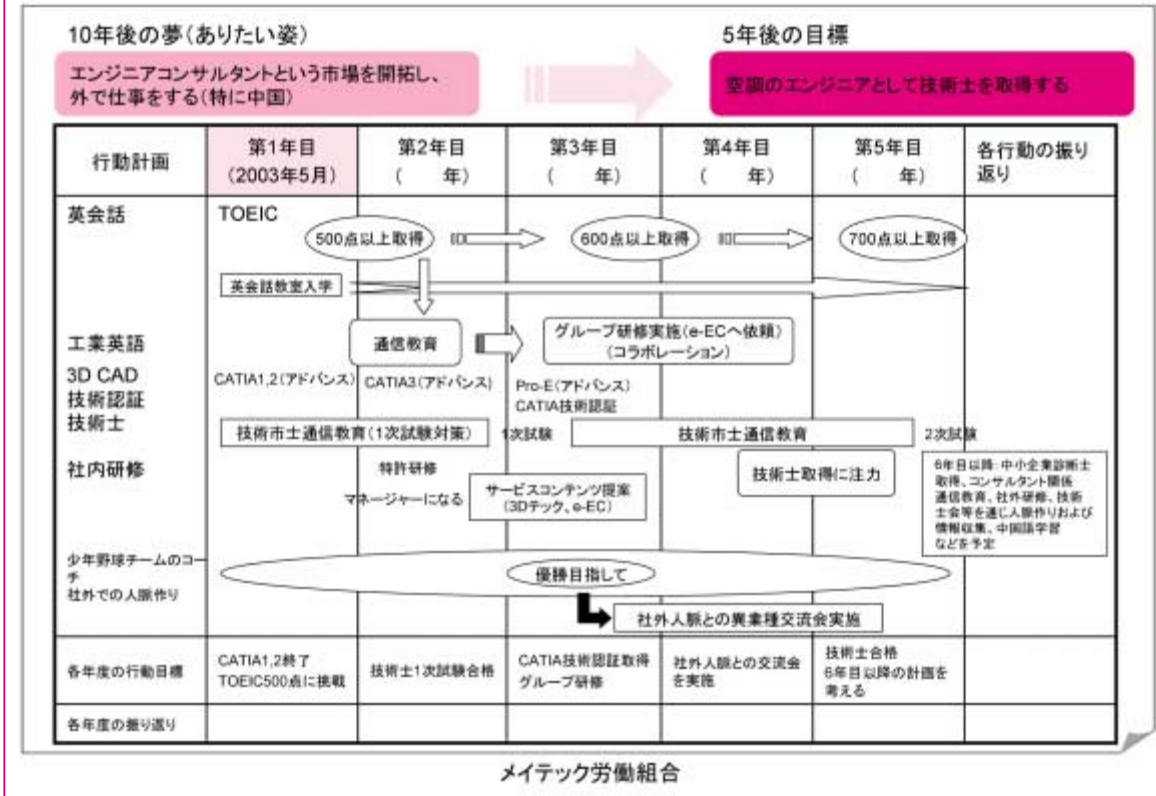 10年後の夢(ありたい姿)
5年後の目標
エンジニアコンサルタントという市場を開拓し、
外で仕事をする(特に中国)
空調のエンジニアとして技術士を取得する
行動計画
第1年目
(2003年5月)
第2年目
( 年)
第3年目
( 年)
第4年目
( 年)
第5年目
( 年)
各行動の振り
返り
英会話
TOEIC
500点以上取得
600点以上取得
700点以上取得
英会話教室入学
工業英語
通信教育
グループ研修実施(e-ECへ依頼)
(コラボレーション)
3D CAD
技術認証
CATIA1,2(アドバンス)
CATIA3(アドバンス)
Pro-E(アドバンス)
CATIA技術認証
技術士
技術市士通信教育(1次試験対策)
1次試験
技術市士通信教育
2次試験
社内研修
特許研修
マネージャーになる
サービスコンテンツ提案
(3Dテック、e-EC)
技術士取得に注力
6年目以降:中小企業診断士
取得、コンサルタント関係
通信教育、社外研修、技術
士会等を通じ人脈作りおよび
情報収集、中国語学習
などを予定
少年野球チームのコー
チ
社外での人脈作り
優勝目指して
社外人脈との異業種交流会実施
各年度の行動目標
CATIA1,2終了
TOEIC500点に挑戦
技術士1次試験合格
CATIA技術認証取得
グループ研修
社外人脈との交流会
を実施
技術士合格
6年目以降の計画を
考える
各年度の振り返り
メイテック労働組合